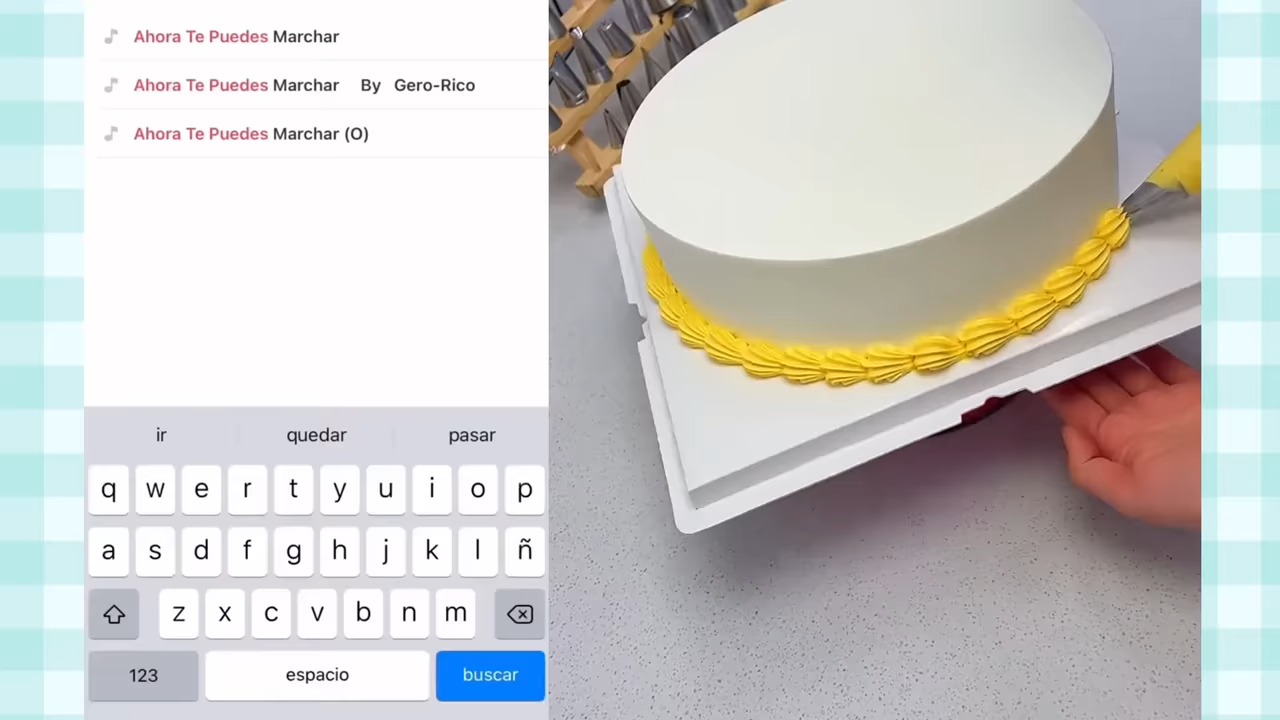 Ahora Te Puedes Marchar
Ahora Te Puedes Marchar By Gero-Rico
Ahora Te Puedes Marchar (O)
ir quedar pasar
q w e r t y u i o p
a s d f g h j k l ñ
z x c v b n m
123 espacio buscar